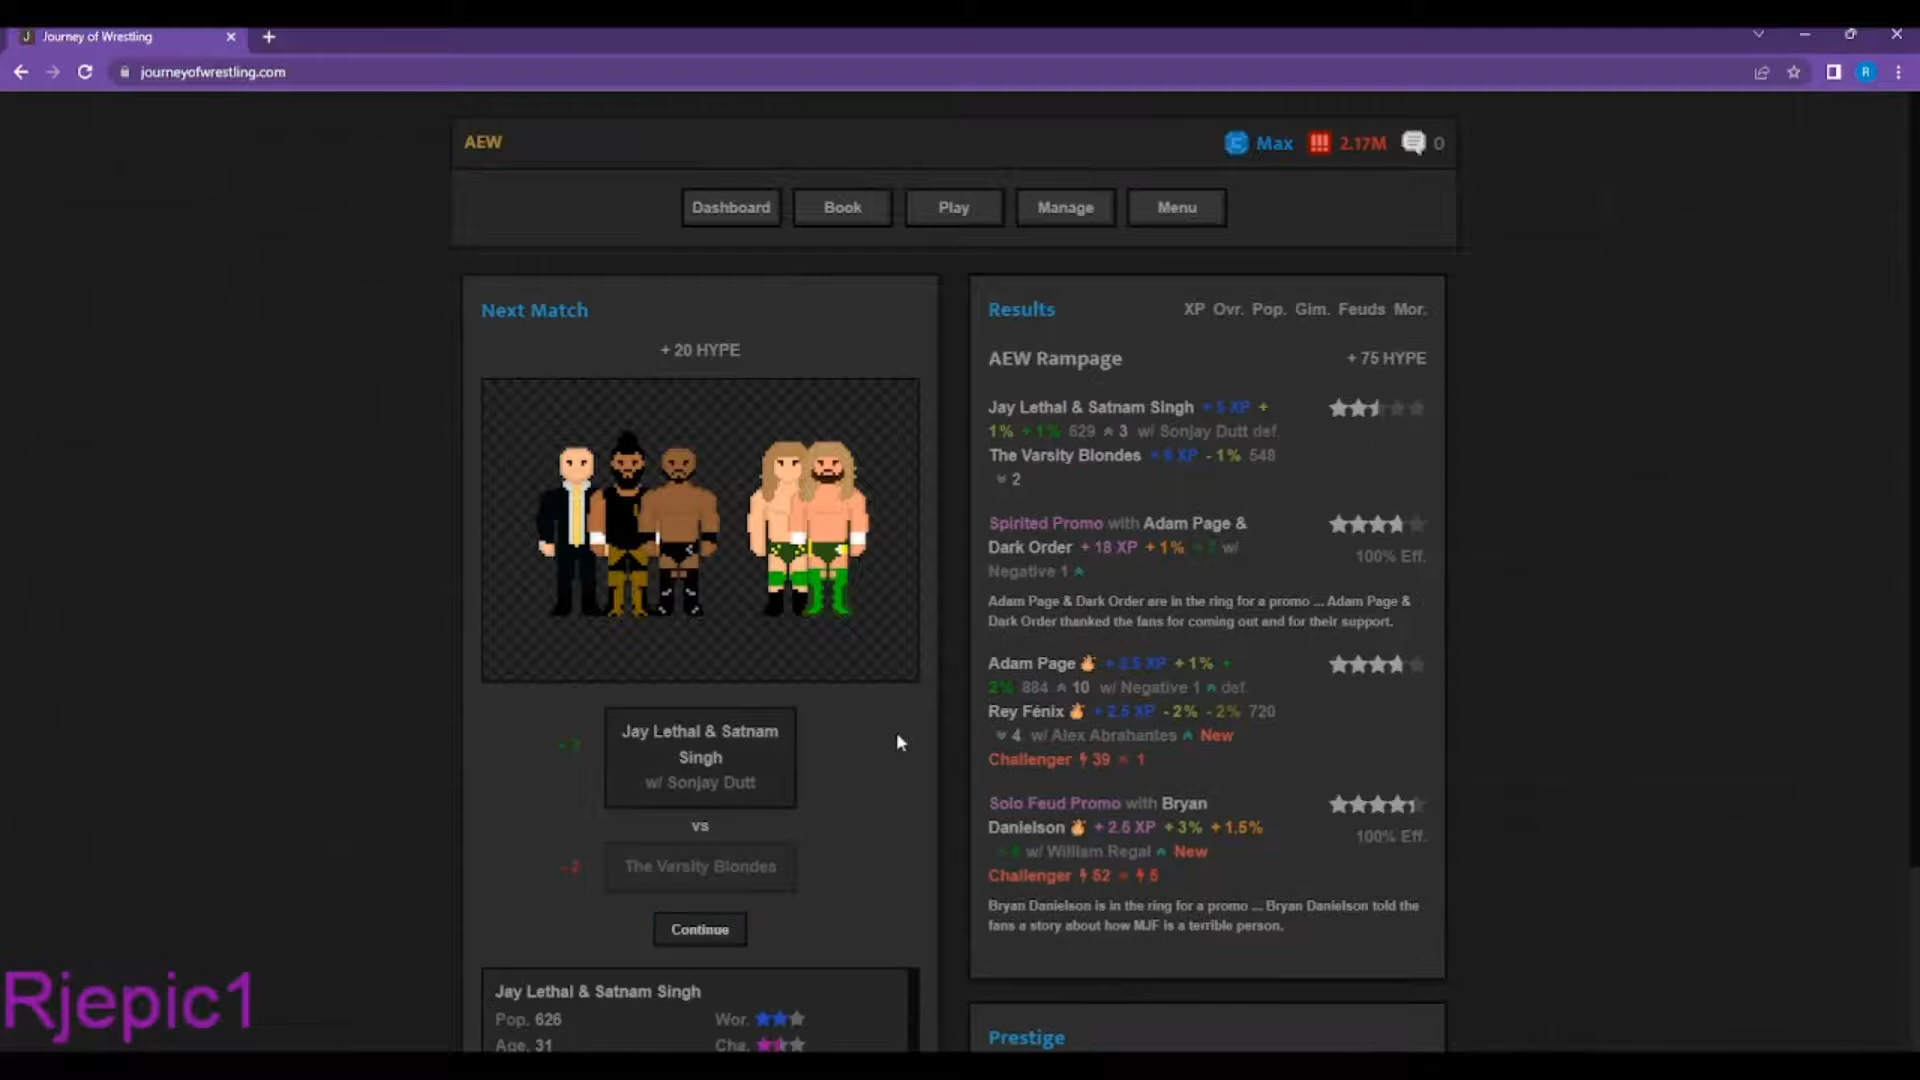 Journey of Wrestling
journeyofwrestling.com
R
AEW
Max 2.17M 0
Dashboard Book Play Manage Menu
Next Match
+ 20 HYPE
Jay Lethal & Satnam
Singh
w/ Sonjay Dutt
vs
The Varsity Blondes
Continue
Jay Lethal & Satnam Singh
Pop. 626 Wor.
Age. 31 Cha.
Results XP Ovr. Pop. Gim. Feuds Mor.
AEW Rampage + 75 HYPE
Jay Lethal & Satnam Singh + 5 XP +
1% + 1% 629 3 w/ Sonjay Dutt def.
The Varsity Blondes XP - 1% 548
2
Spirited Promo with Adam Page &
Dark Order + 18 XP + 1% w/
100% Eff.
Negative 1
Adam Page & Dark Order are in the ring for a promo ... Adam Page &
Dark Order thanked the fans for coming out and for their support.
Adam Page + 2.5 XP + 1% +
2% 884 10 w/ Negative 1 def.
Rey Fénix + 2.5 XP - 2% - 2% 720
4 w/ Alex Abrahantes New
Challenger 39 1
Solo Feud Promo with Bryan
Danielson + 2.5 XP + 3% + 1.5%
100% Eff.
w/ William Regal New
Challenger 52 5
Bryan Danielson is in the ring for a promo ... Bryan Danielson told the
fans a story about how MJF is a terrible person.
Prestige
Rjepic1